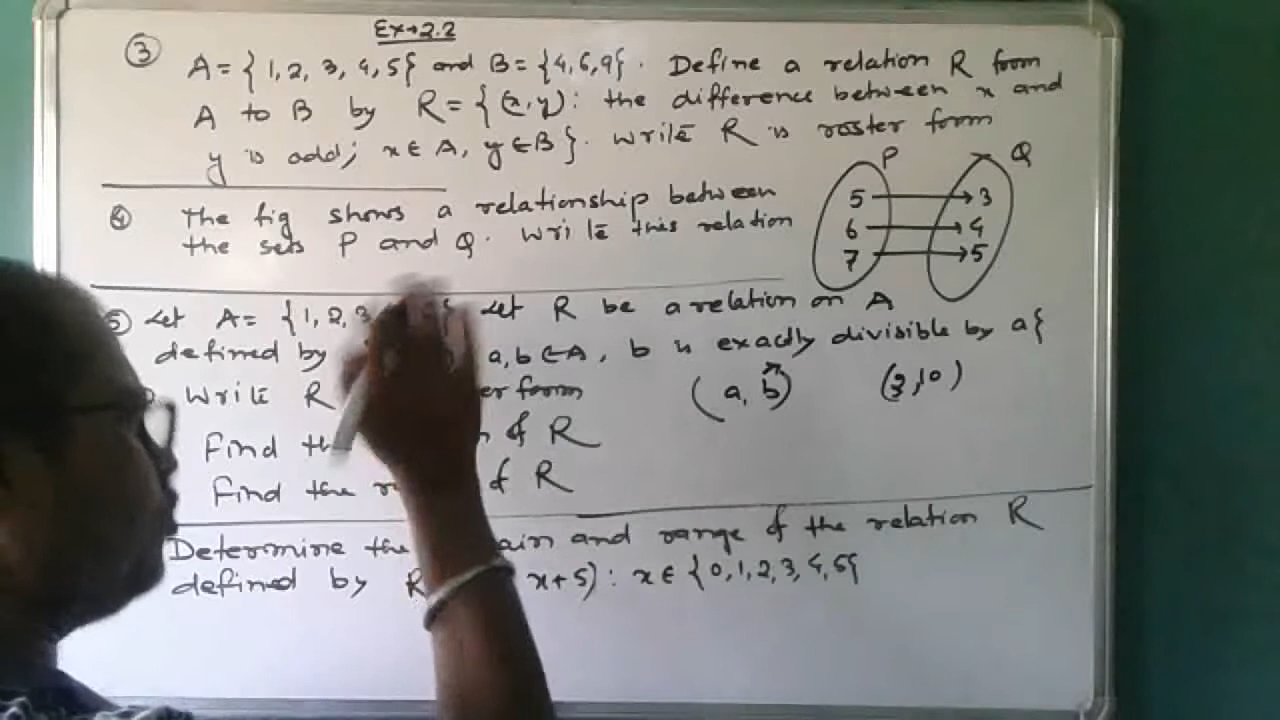 Ex→2.2
③ A = { 1, 2, 3, 4, 5} and B = {4, 6, 9}. Define a relation R from
A to B by R = { (x, y): the difference between x and
y is odd; x ∈ A, y ∈ B }. Write R is roster form
P Q
④ The fig shows a relationship between
the sets P and Q. Write this relation
5 3
6 4
7 5
⑤ Let A = {1, 2, 3 Let R be a relation on A
defined by a, b ∈ A, b is exactly divisible by a}
Write R form
(a, b) (3, 10)
Find of R
Find the of R
Determine the and range of the relation R
defined by R x+5) : x ∈ { 0, 1, 2, 3, 4, 5}